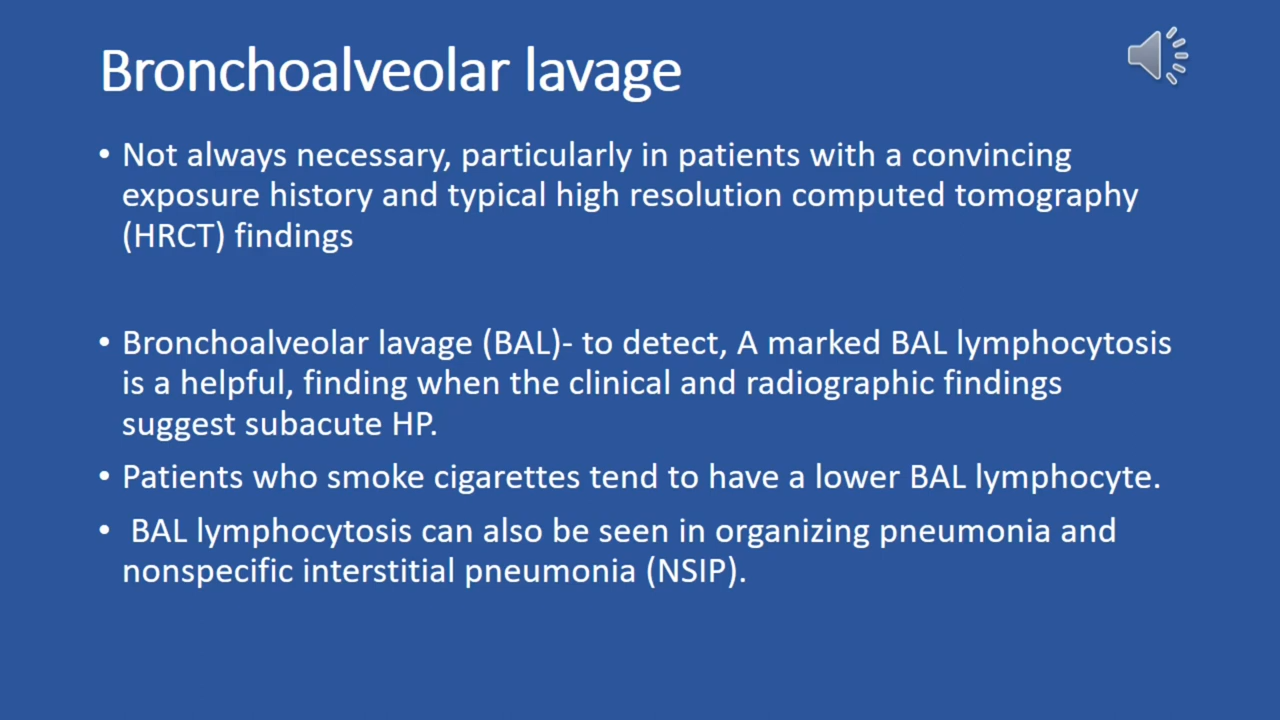 Bronchoalveolar lavage
• Not always necessary, particularly in patients with a convincing
exposure history and typical high resolution computed tomography
(HRCT) findings
• Bronchoalveolar lavage (BAL)- to detect, A marked BAL lymphocytosis
is a helpful, finding when the clinical and radiographic findings
suggest subacute HP.
• Patients who smoke cigarettes tend to have a lower BAL lymphocyte.
• BAL lymphocytosis can also be seen in organizing pneumonia and
nonspecific interstitial pneumonia (NSIP).